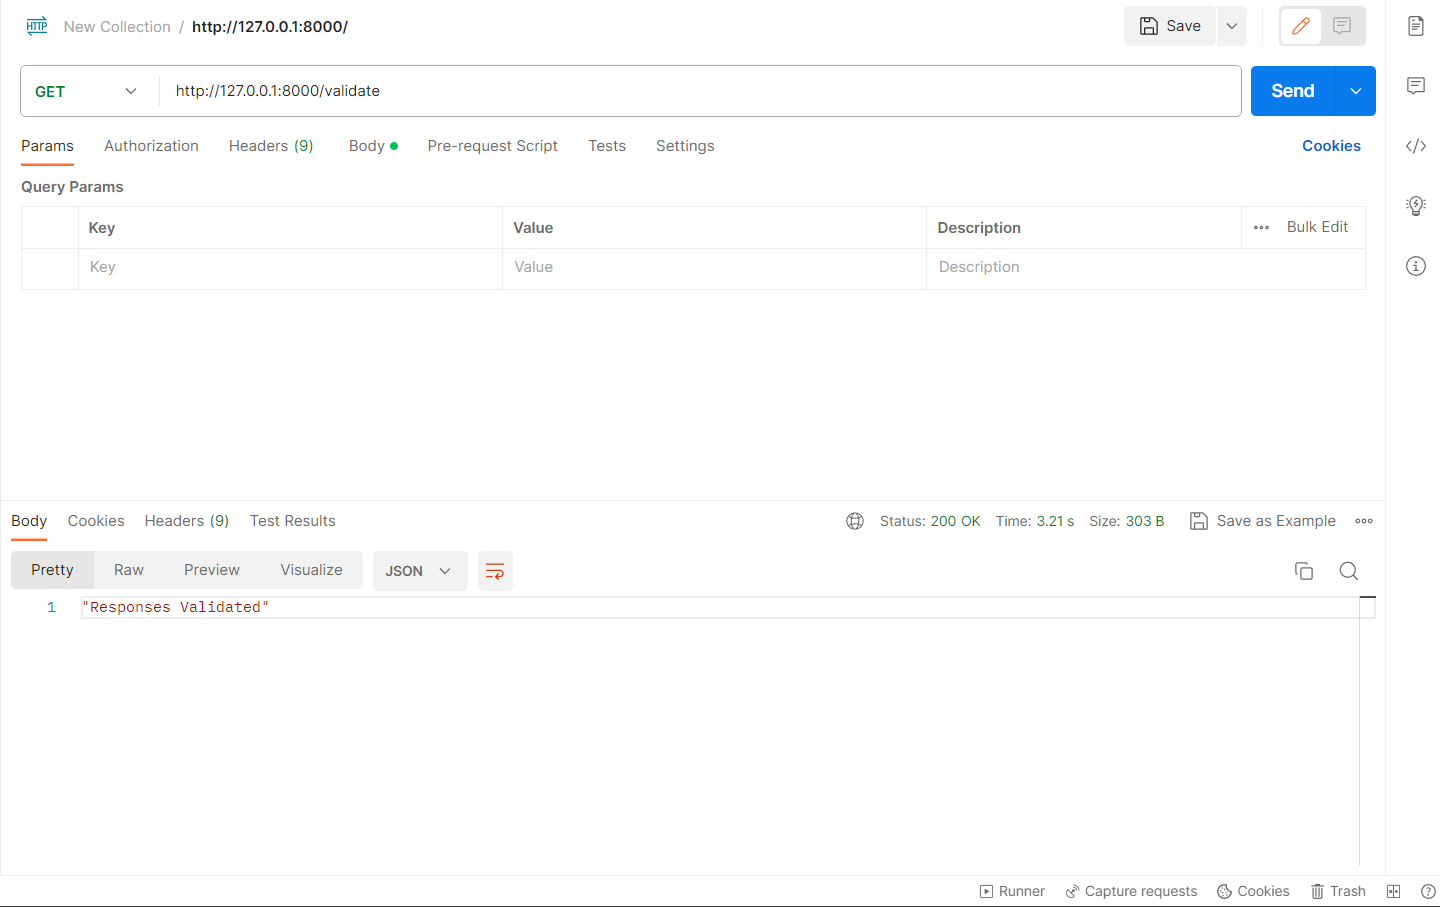 HTTP New Collection / http://127.0.0.1:8000/ Save
GET http://127.0.0.1:8000/validate Send
Params Authorization Headers (9) Body Pre-request Script Tests Settings Cookies
Query Params
Key Value Description Bulk Edit
Key Value Description
Body Cookies Headers (9) Test Results Status: 200 OK Time: 3.21 s Size: 303 B Save as Example
Pretty Raw Preview Visualize JSON
1 "Responses Validated"
Runner Capture requests Cookies Trash